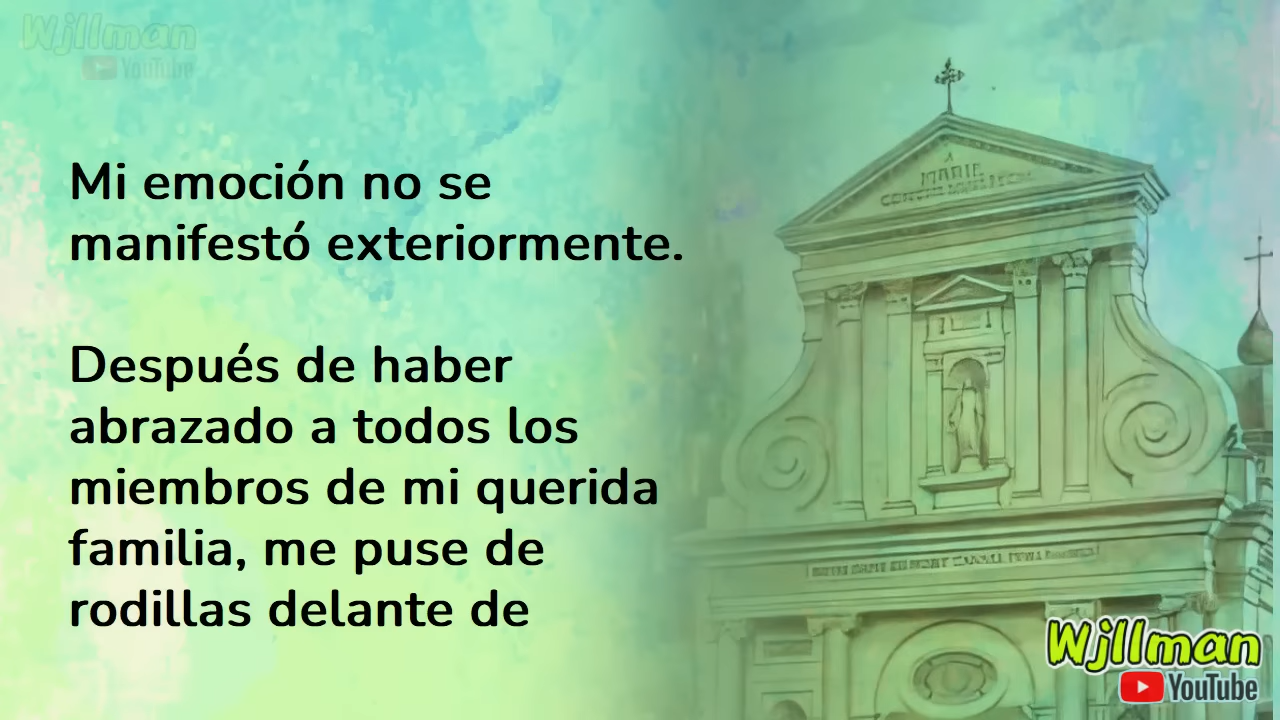 Wjllman
YouTube
Mi emoción no se
manifestó exteriormente.
Después de haber
abrazado a todos los
miembros de mi querida
familia, me puse de
rodillas delante de
A
MARIE
Wjllman
YouTube